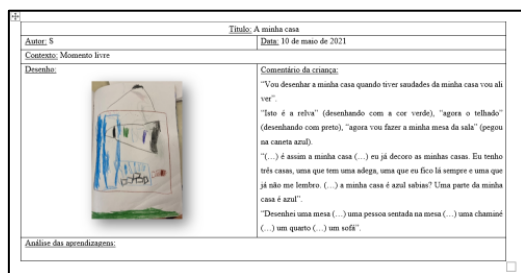 Título: A minha casa
Autor: S
Data: 10 de maio de 2021
Contexto: Momento livre
Desenho:
Comentário da criança:
“Vou desenhar a minha casa quando tiver saudades da minha casa vou ali
ver”.
“Isto é a relva” (desenhando com a cor verde), “agora o telhado”
(desenhando com preto), “agora vou fazer a minha mesa da sala” (pegou
na caneta azul).
“(…) é assim a minha casa (…) eu já decoro as minhas casas. Eu tenho
três casas, uma que tem uma adega, uma que eu fico lá sempre e uma que
já não me lembro. (…) a minha casa é azul sabias? Uma parte da minha
casa é azul”.
“Desenhei uma mesa (…) uma pessoa sentada na mesa (…) uma chaminé
(…) um quarto (…) um sofá”.
Análise das aprendizagens: